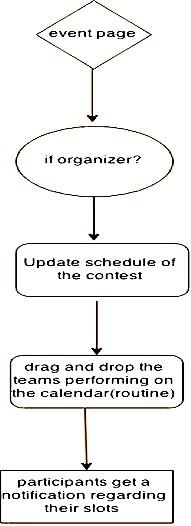 event page
if organizer?
Update schedule of
the contest
drag and drop the
teams performing on
the calendar(routine)
participants get a
notification regarding
their slots